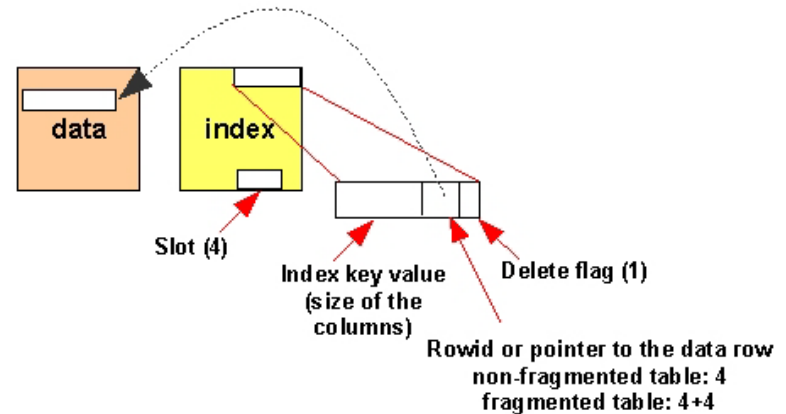 data
index
Slot (4)
Index key value
(size of the
columns)
Delete flag (1)
Rowid or pointer to the data row
non-fragmented table: 4
fragmented table: 4+4